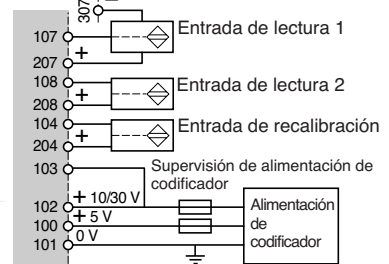 307
107 Entrada de lectura 1
+
207
108 Entrada de lectura 2
+
208
104 Entrada de recalibración
+
204
103 Supervisión de alimentación de
codificador
102 + 10/30 V Alimentación
100 + 5 V de
101 0 V codificador